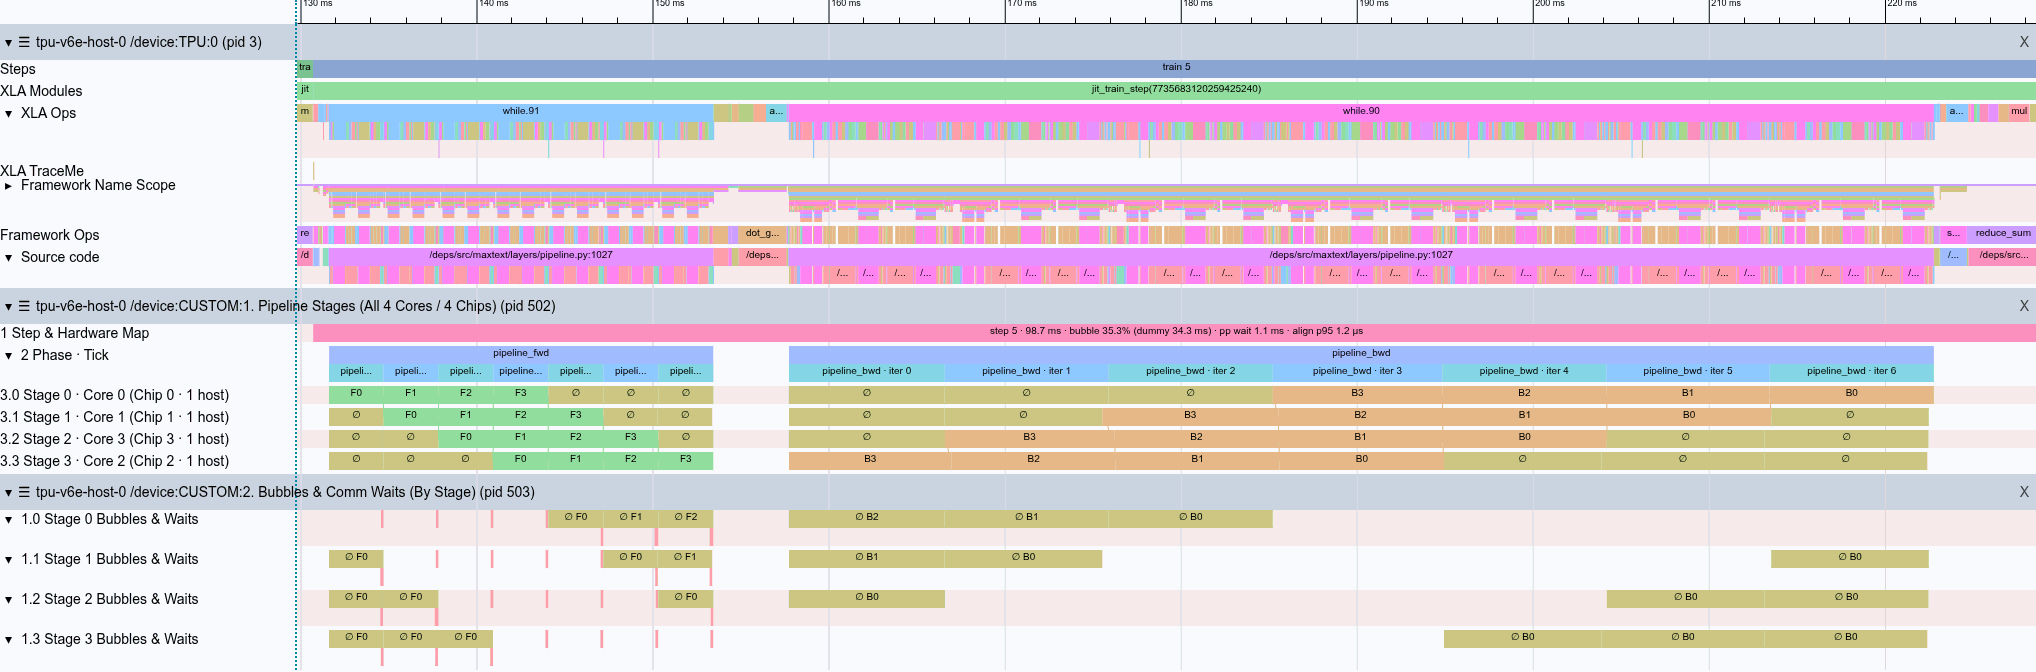 130 ms 140 ms 150 ms 160 ms 170 ms 180 ms 190 ms 200 ms 210 ms 220 ms
▼ ☰ tpu-v6e-host-0 /device:TPU:0 (pid 3) X
Steps tra train 5
XLA Modules jit jit_train_step(7735683120259425240)
▼ XLA Ops m while.91 a... while.90 a... mul
XLA TraceMe
► Framework Name Scope
Framework Ops re dot_g... s... reduce_sum
▼ Source code /d /deps/src/maxtext/layers/pipeline.py:1027 /deps... /deps/src/maxtext/layers/pipeline.py:1027 /... /deps/src...
/... /... /... /... /... /... /... /... /... /... /... /... /... /... /... /... /... /... /... /... /... /... /... /... /... /... /... /...
▼ ☰ tpu-v6e-host-0 /device:CUSTOM:1. Pipeline Stages (All 4 Cores / 4 Chips) (pid 502) X
1 Step & Hardware Map step 5 · 98.7 ms · bubble 35.3% (dummy 34.3 ms) · pp wait 1.1 ms · align p95 1.2 µs
▼ 2 Phase · Tick pipeline_fwd pipeline_bwd
pipeli... pipeli... pipeli... pipeline... pipeli... pipeli... pipeli... pipeline_bwd · iter 0 pipeline_bwd · iter 1 pipeline_bwd · iter 2 pipeline_bwd · iter 3 pipeline_bwd · iter 4 pipeline_bwd · iter 5 pipeline_bwd · iter 6
3.0 Stage 0 · Core 0 (Chip 0 · 1 host) F0 F1 F2 F3 ∅ ∅ ∅ ∅ ∅ ∅ B3 B2 B1 B0
3.1 Stage 1 · Core 1 (Chip 1 · 1 host) ∅ F0 F1 F2 F3 ∅ ∅ ∅ ∅ B3 B2 B1 B0 ∅
3.2 Stage 2 · Core 3 (Chip 3 · 1 host) ∅ ∅ F0 F1 F2 F3 ∅ ∅ B3 B2 B1 B0 ∅ ∅
3.3 Stage 3 · Core 2 (Chip 2 · 1 host) ∅ ∅ ∅ F0 F1 F2 F3 B3 B2 B1 B0 ∅ ∅ ∅
▼ ☰ tpu-v6e-host-0 /device:CUSTOM:2. Bubbles & Comm Waits (By Stage) (pid 503) X
▼ 1.0 Stage 0 Bubbles & Waits ∅ F0 ∅ F1 ∅ F2 ∅ B2 ∅ B1 ∅ B0
▼ 1.1 Stage 1 Bubbles & Waits ∅ F0 ∅ F0 ∅ F1 ∅ B1 ∅ B0 ∅ B0
▼ 1.2 Stage 2 Bubbles & Waits ∅ F0 ∅ F0 ∅ F0 ∅ B0 ∅ B0 ∅ B0
▼ 1.3 Stage 3 Bubbles & Waits ∅ F0 ∅ F0 ∅ F0 ∅ B0 ∅ B0 ∅ B0